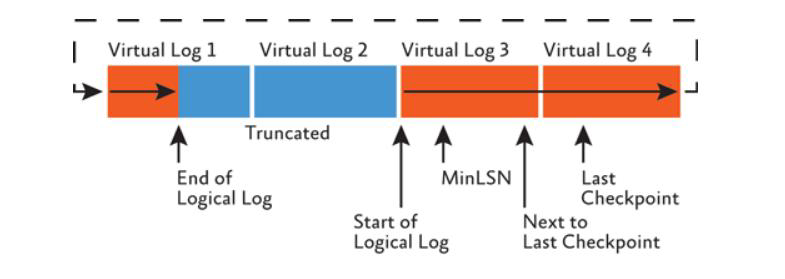 Virtual Log 1
Virtual Log 2
Virtual Log 3
Virtual Log 4
Truncated
End of
Logical Log
MinLSN
Last
Checkpoint
Start of
Logical Log
Next to
Last Checkpoint